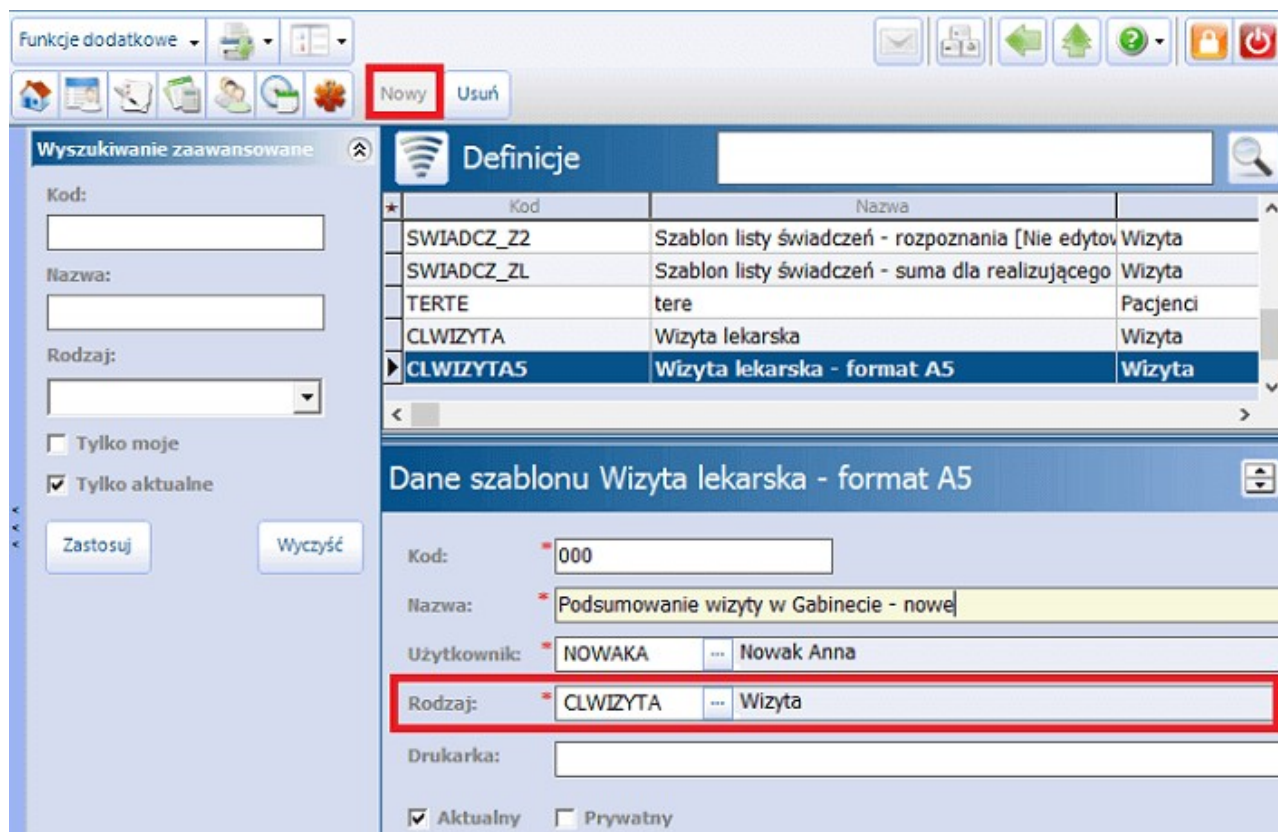 Funkcje dodatkowe
Nowy Usuń
Wyszukiwanie zaawansowane
Kod:
Nazwa:
Rodzaj:
Tylko moje
Tylko aktualne
Zastosuj Wyczyść
Definicje
Kod Nazwa
SWIADCZ_Z2 Szablon listy świadczeń - rozpoznania [Nie edytov Wizyta
SWIADCZ_ZL Szablon listy świadczeń - suma dla realizującego Wizyta
TERTE tere Pacjenci
CLWIZYTA Wizyta lekarska Wizyta
CLWIZYTA5 Wizyta lekarska - format A5 Wizyta
Dane szablonu Wizyta lekarska - format A5
Kod: * 000
Nazwa: * Podsumowanie wizyty w Gabinecie - nowe
Użytkownik: * NOWAKA ... Nowak Anna
Rodzaj: * CLWIZYTA ... Wizyta
Drukarka:
Aktualny Prywatny